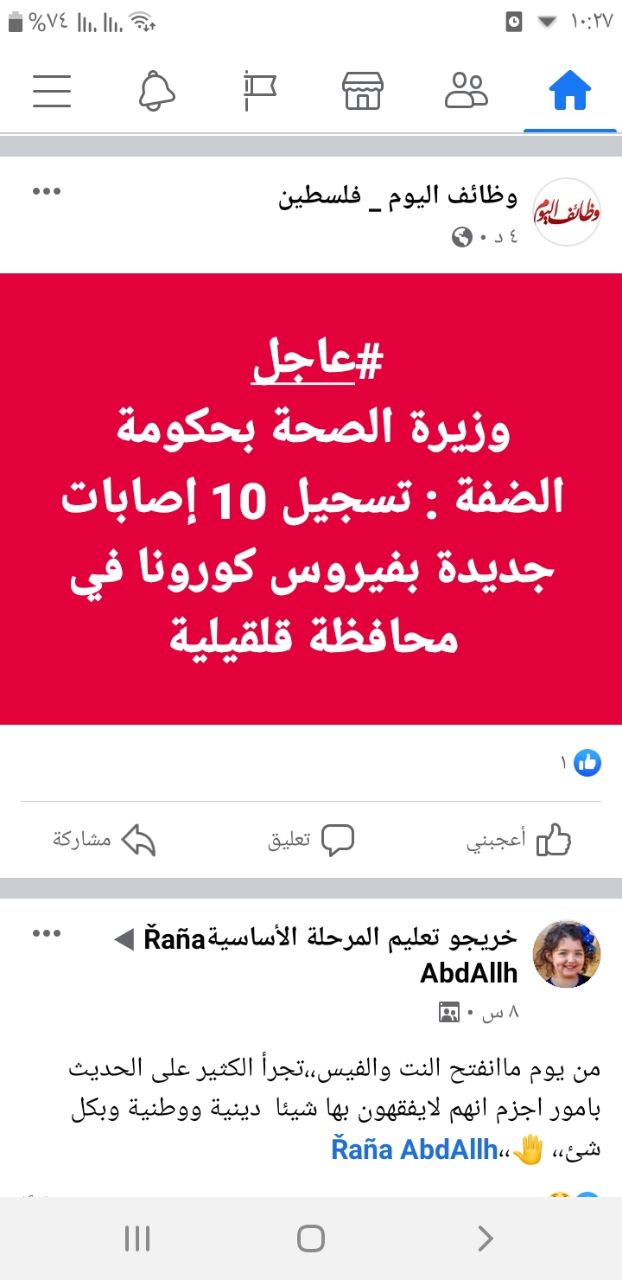 %٧٤ ١٠:٢٧
وظائف اليوم _ فلسطين
وظائف اليوم
٤ د
#عاجل
وزيرة الصحة بحكومة
الضفة : تسجيل 10 إصابات
جديدة بفيروس كورونا في
محافظة قلقيلية
١
أعجبني تعليق مشاركة
خريجو تعليم المرحلة الأساسية ◀ Řaña
AbdAllh
٨ س
من يوم ماانفتح النت والفيس،،تجرأ الكثير على الحديث
بامور اجزم انهم لايفقهون بها شيئا دينية ووطنية وبكل
شئ،، 🤚،،Řaña AbdAllh